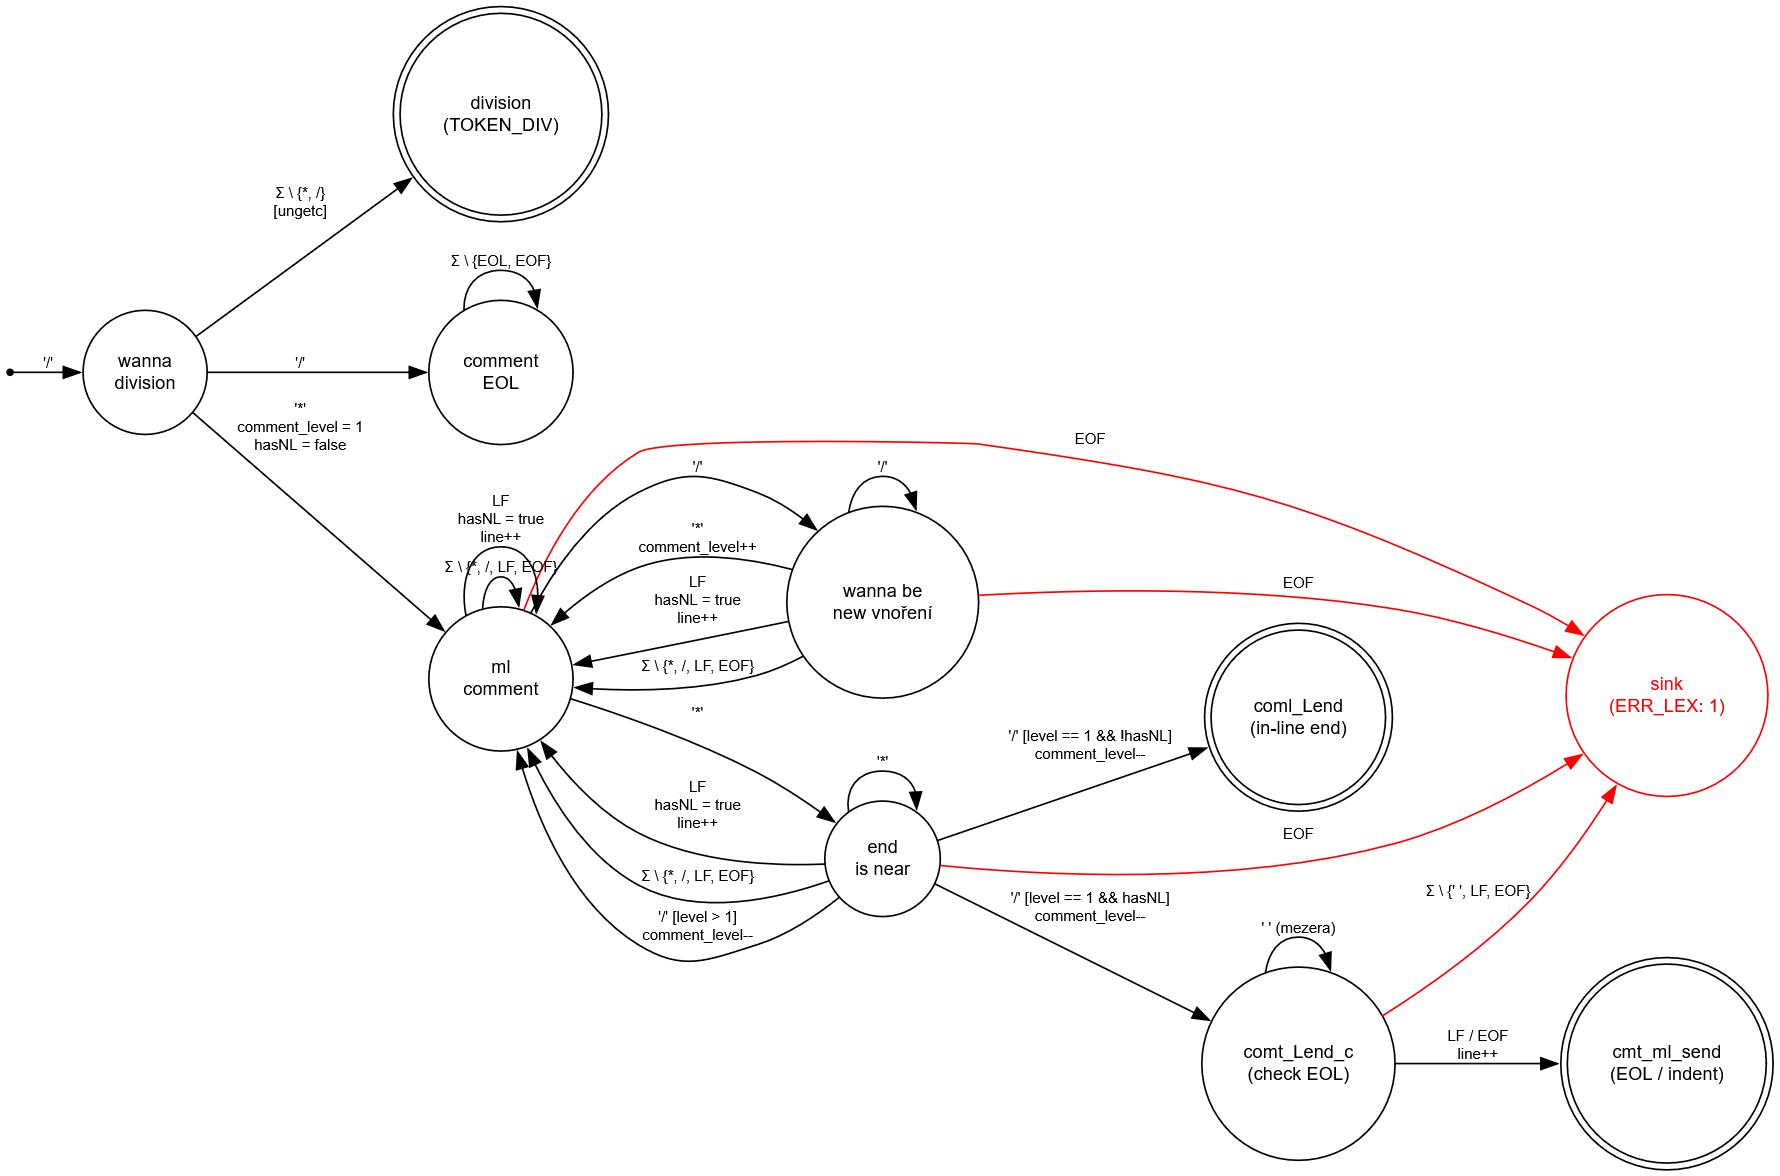 division
(TOKEN_DIV)
Σ \ {*, /}
[ungetc]
Σ \ {EOL, EOF}
'/'
wanna
division
'/'
comment
EOL
'*'
comment_level = 1
hasNL = false
EOF
'/'
'/'
LF
hasNL = true
line++
'*'
comment_level++
Σ \ {*, /, LF, EOF}
LF
hasNL = true
line++
wanna be
new vnoření
EOF
Σ \ {*, /, LF, EOF}
ml
comment
sink
(ERR_LEX: 1)
coml_Lend
(in-line end)
'*'
'/' [level == 1 && !hasNL]
comment_level--
'*'
LF
hasNL = true
line++
EOF
end
is near
Σ \ {*, /, LF, EOF}
'/' [level > 1]
comment_level--
'/' [level == 1 && hasNL]
comment_level--
Σ \ {' ', LF, EOF}
' ' (mezera)
comt_Lend_c
(check EOL)
LF / EOF
line++
cmt_ml_send
(EOL / indent)